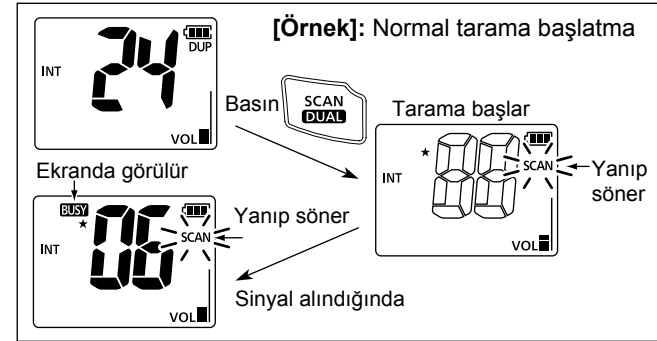 [Örnek]: Normal tarama başlatma
24
DUP
INT
VOL
Basın
SCAN
DUAL
Tarama başlar
88
SCAN
INT
VOL
Yanıp
söner
Ekranda görülür
BUSY
06
SCAN
INT
VOL
Yanıp söner
Sinyal alındığında